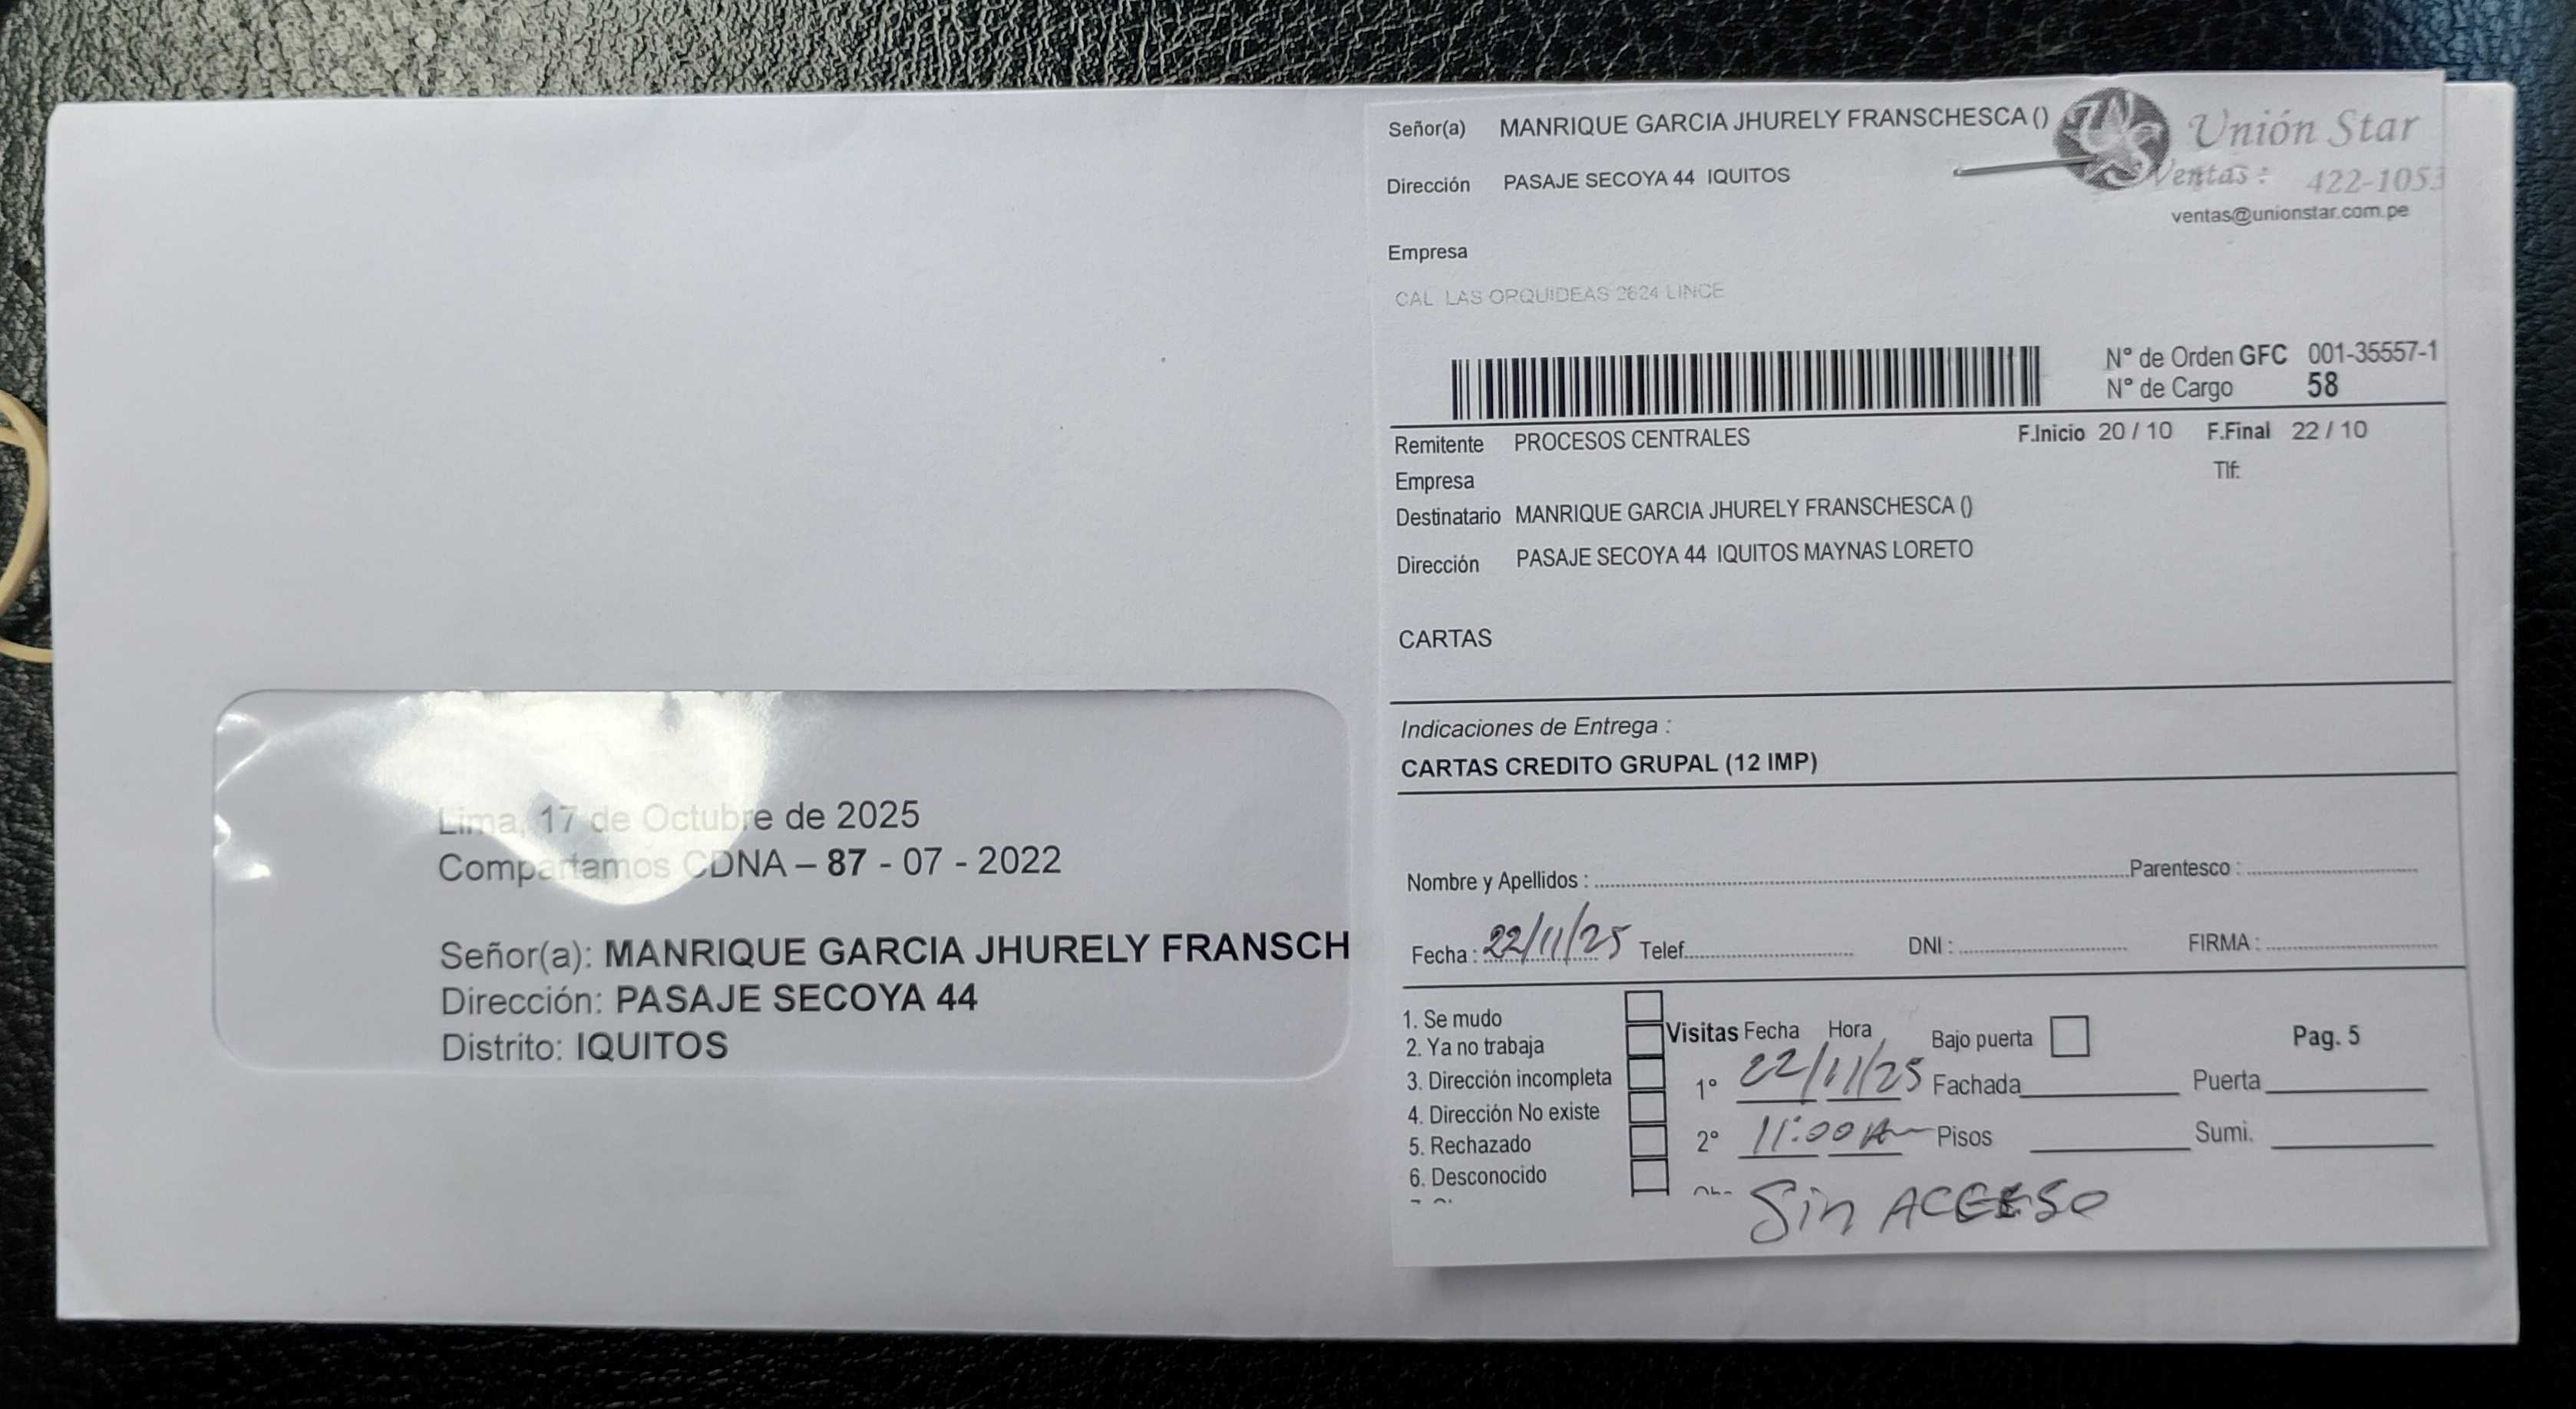 Señor(a) MANRIQUE GARCIA JHURELY FRANSCHESCA ()
Unión Star
Ventas : 422-1053
ventas@unionstar.com.pe
Dirección PASAJE SECOYA 44 IQUITOS
Empresa
CAL LAS ORQUIDEAS 2624 LINCE
N° de Orden GFC 001-35557-1
N° de Cargo 58
Remitente PROCESOS CENTRALES F.Inicio 20 / 10 F.Final 22 / 10
Empresa Tlf:
Destinatario MANRIQUE GARCIA JHURELY FRANSCHESCA ()
Dirección PASAJE SECOYA 44 IQUITOS MAYNAS LORETO
CARTAS
Indicaciones de Entrega :
CARTAS CREDITO GRUPAL (12 IMP)
Nombre y Apellidos : Parentesco :
Fecha : 22/11/25 Telef. DNI : FIRMA :
1. Se mudo
2. Ya no trabaja
3. Dirección incompleta
4. Dirección No existe
5. Rechazado
6. Desconocido
Visitas Fecha Hora Bajo puerta Pag. 5
1° 22/11/25 Fachada Puerta
2° 11:00 Am Pisos Sumi.
Sin ACCESO
Lima, 17 de Octubre de 2025
Compartamos CDNA – 87 - 07 - 2022
Señor(a): MANRIQUE GARCIA JHURELY FRANSCH
Dirección: PASAJE SECOYA 44
Distrito: IQUITOS